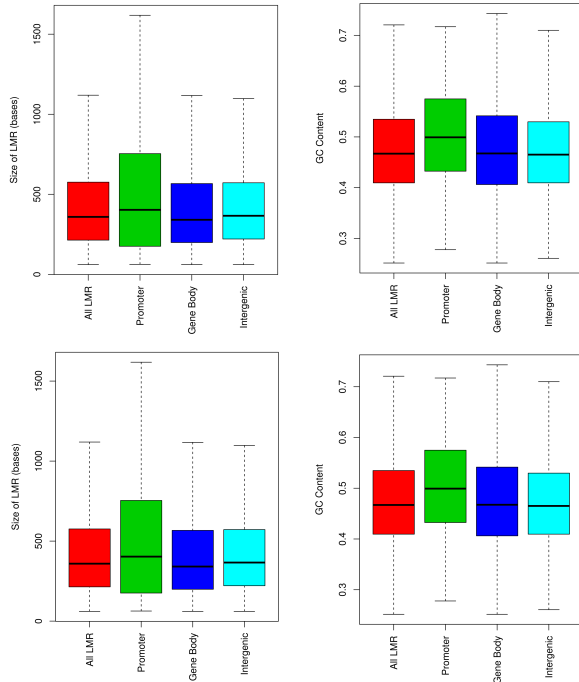 Size of LMR (bases)
1500
1000
500
0
All LMR
Promoter
Gene Body
Intergenic
GC Content
0.7
0.6
0.5
0.4
0.3
All LMR
Promoter
Gene Body
Intergenic
Size of LMR (bases)
1500
1000
500
0
All LMR
Promoter
Gene Body
Intergenic
GC Content
0.7
0.6
0.5
0.4
0.3
All LMR
Promoter
Gene Body
Intergenic